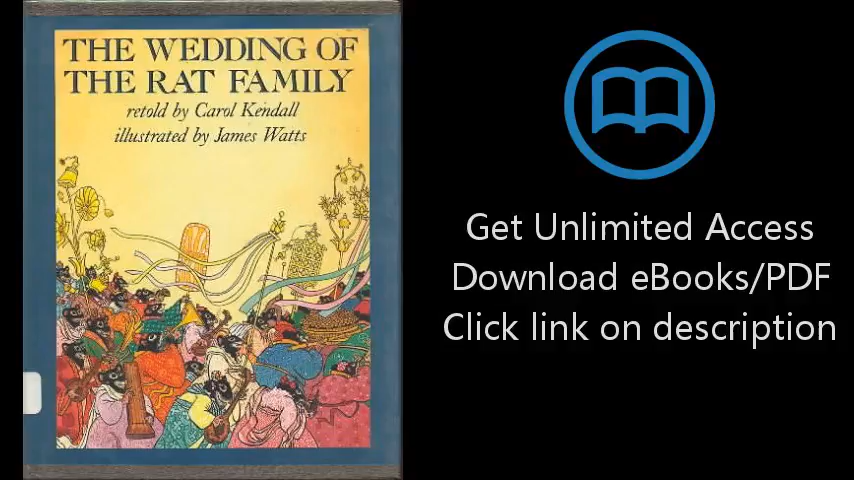 THE WEDDING OF
THE RAT FAMILY
retold by Carol Kendall
illustrated by James Watts
Get Unlimited Access
Download eBooks/PDF
Click link on description